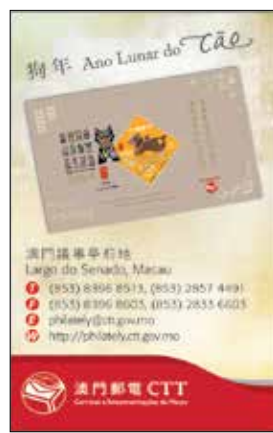 狗年 Ano Lunar do Cão
澳門議事亭前地
Largo do Senado, Macau
T (853) 8396 8513, (853) 2857 4491
F (853) 8396 8603, (853) 2833 6603
E philately@ctt.gov.mo
W http://philately.ctt.gov.mo
澳門郵電 CTT
Correios e Telecomunicações de Macau